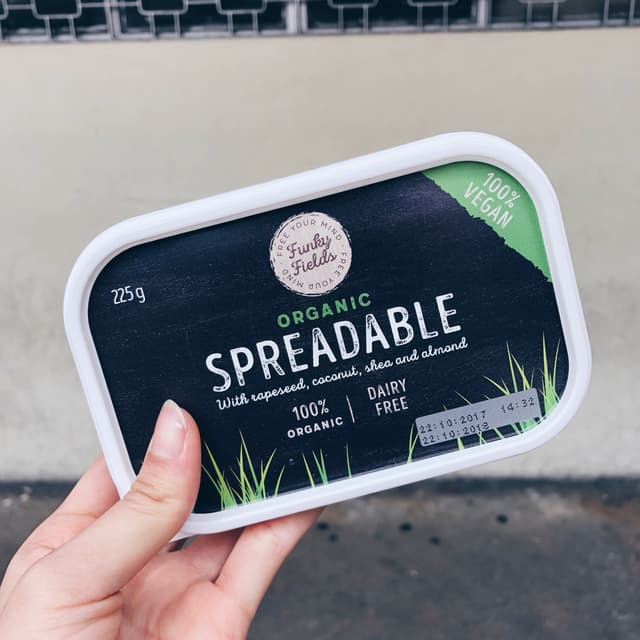 100%
VEGAN
FREE YOUR MIND · FREE YOUR MIND ·
Funky
Fields
225g
ORGANIC
SPREADABLE
With rapeseed, coconut, shea and almond
100%
ORGANIC
DAIRY
FREE
22:10:2017 14:32
22:10:2018